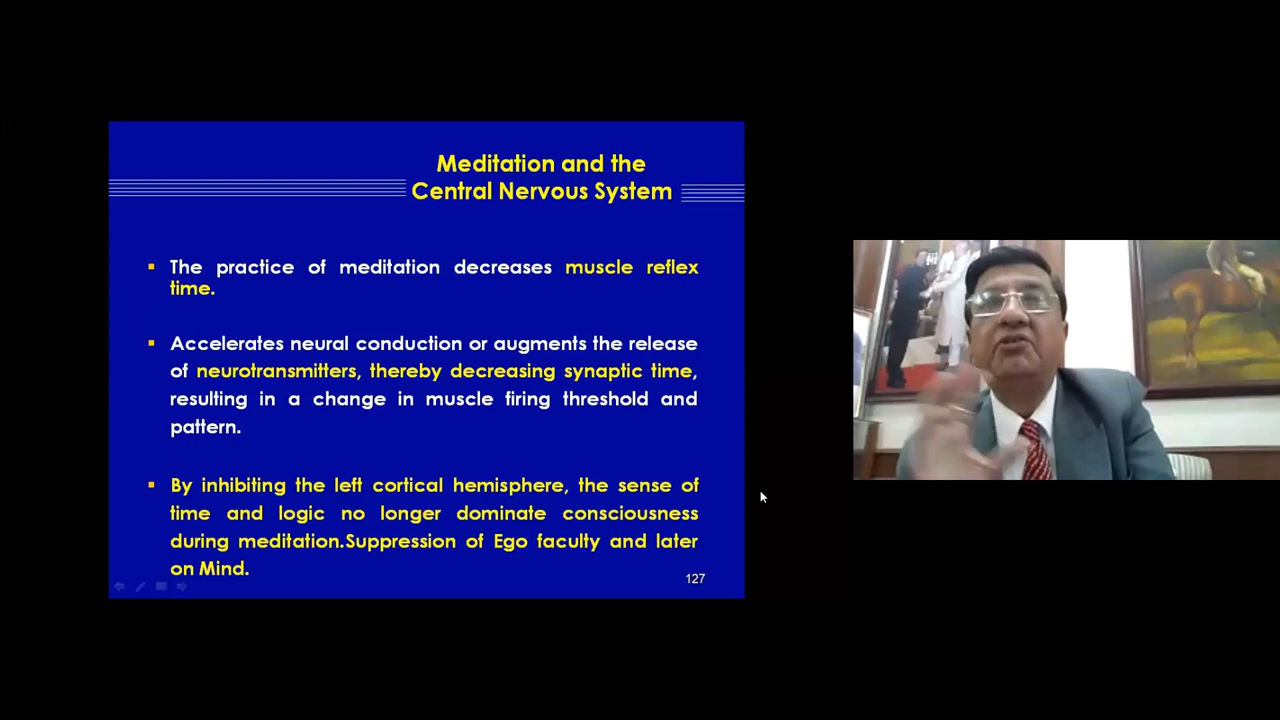 Meditation and the
Central Nervous System
▪ The practice of meditation decreases muscle reflex
time.
▪ Accelerates neural conduction or augments the release
of neurotransmitters, thereby decreasing synaptic time,
resulting in a change in muscle firing threshold and
pattern.
▪ By inhibiting the left cortical hemisphere, the sense of
time and logic no longer dominate consciousness
during meditation.Suppression of Ego faculty and later
on Mind.
127